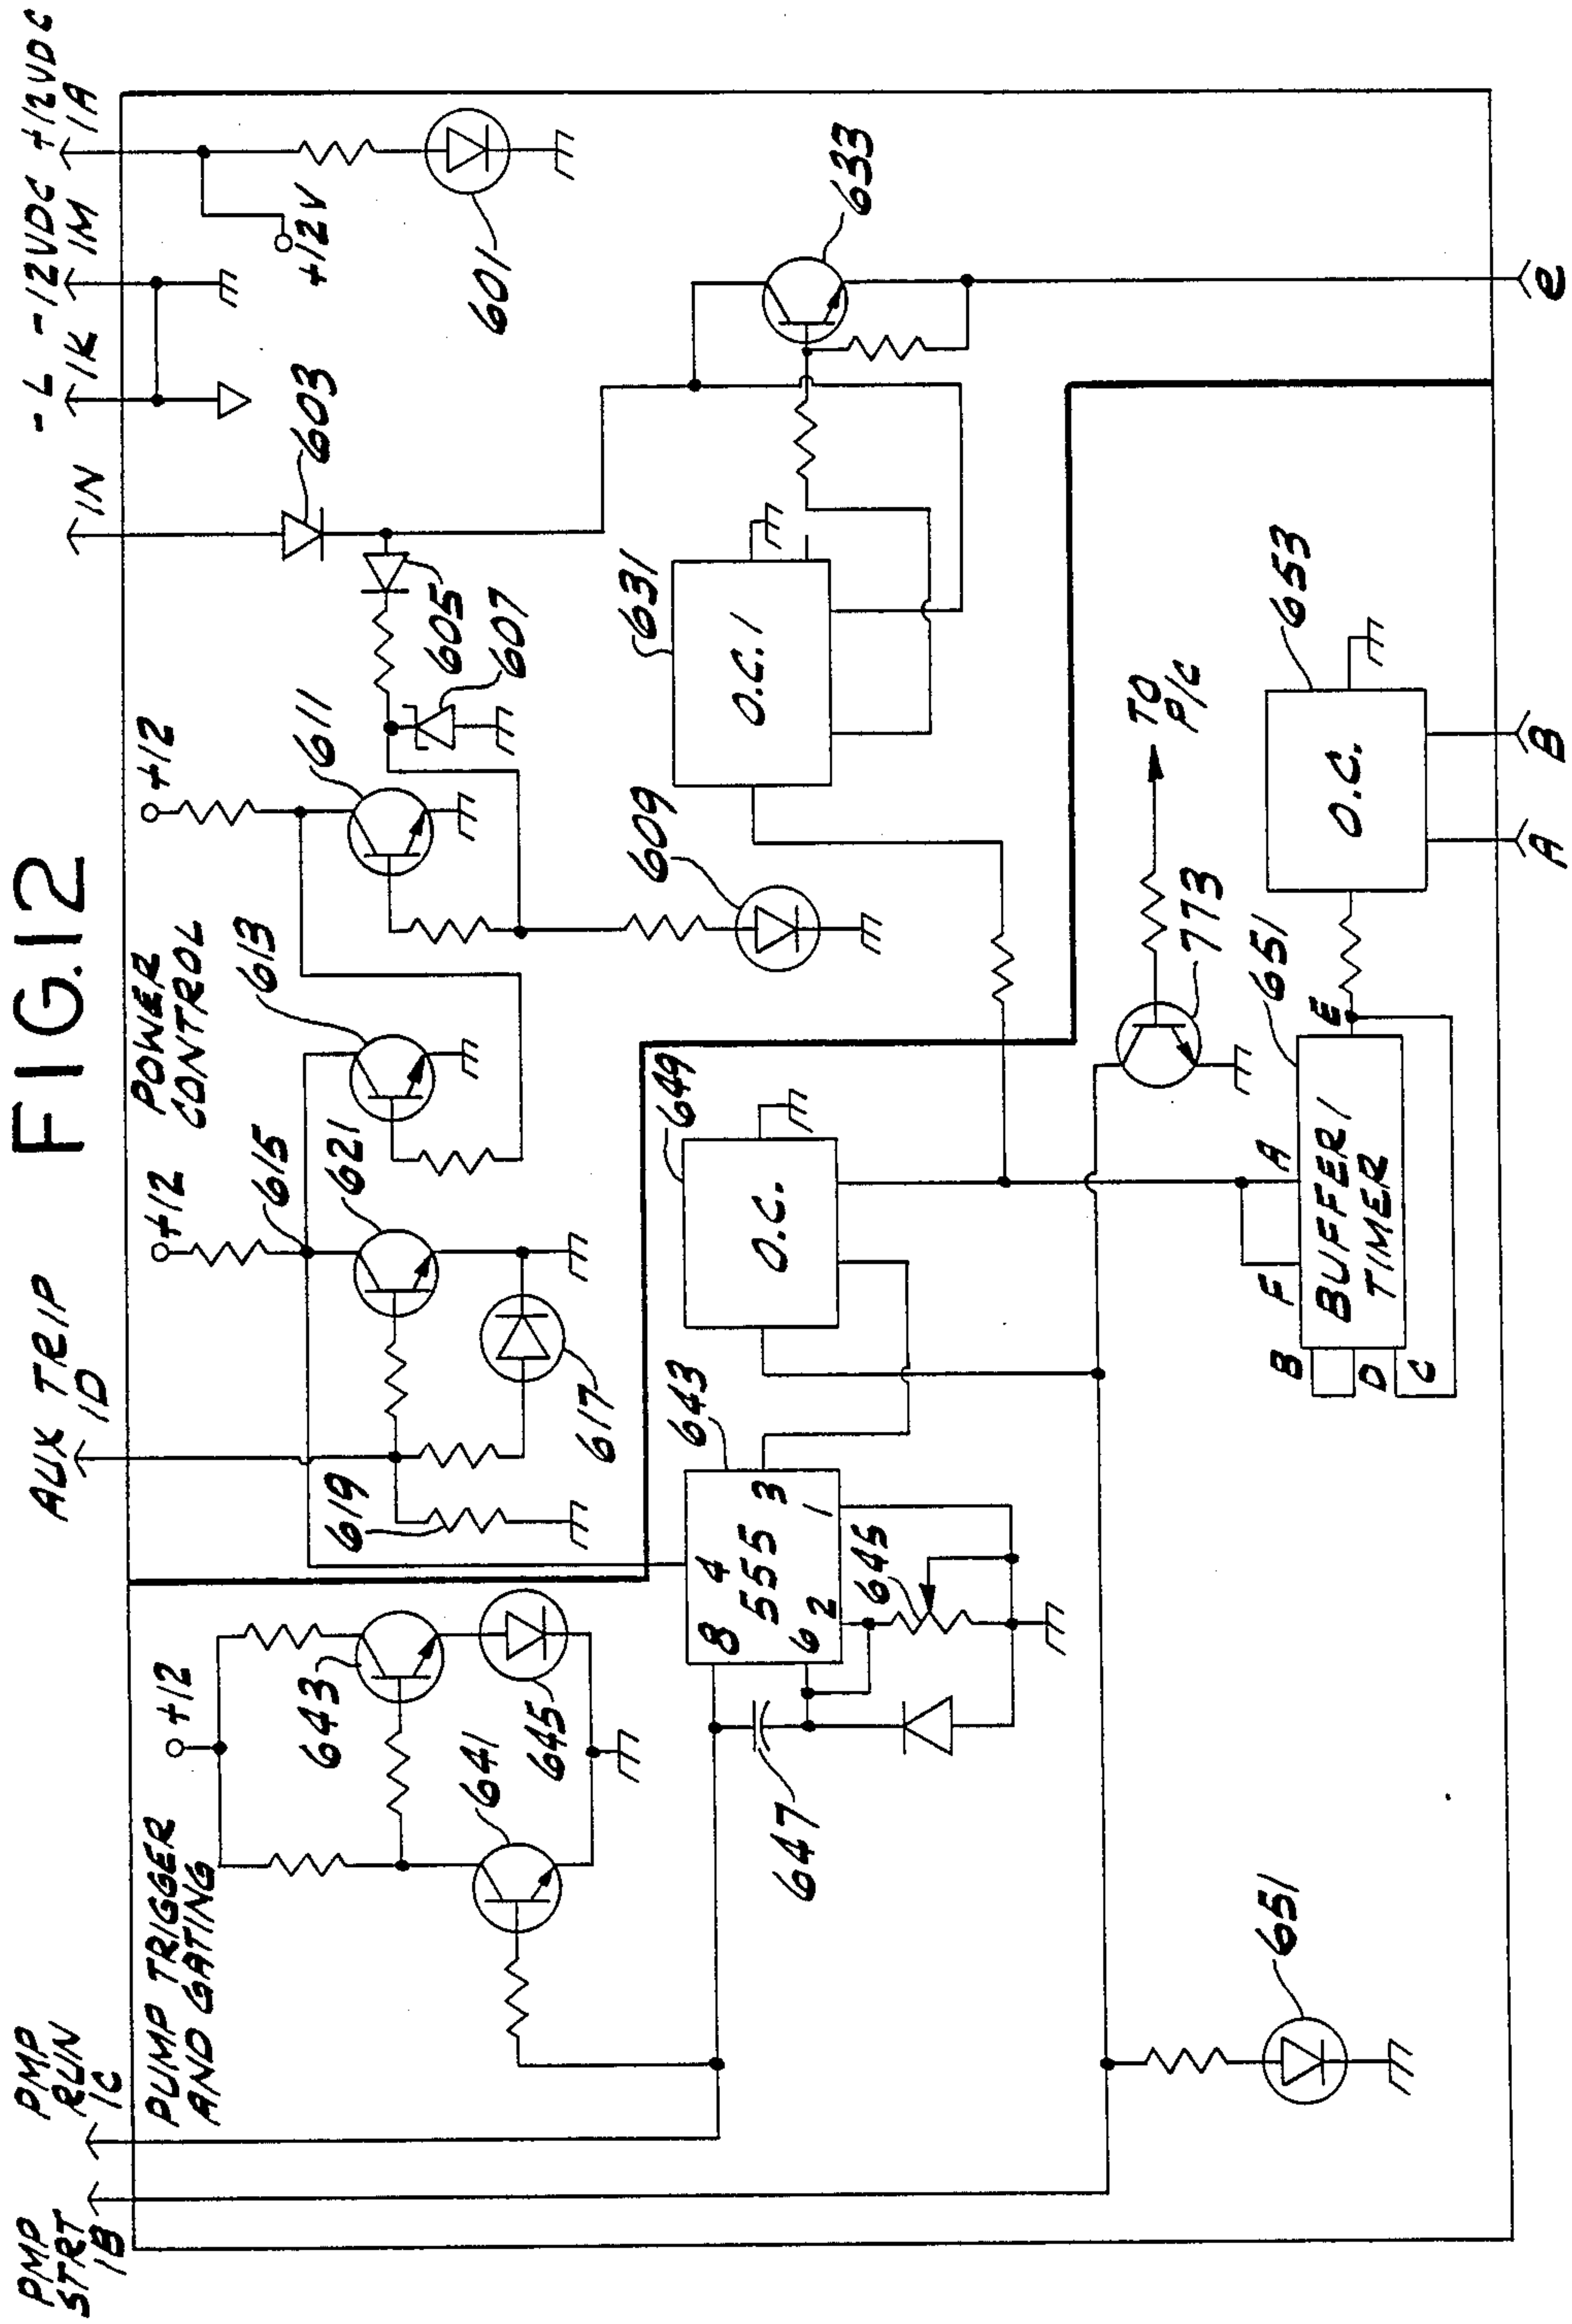 FIG.12
PMP
STRT
1B
PMP
RUN
1C
AUX TRIP
1D
1N
-L
1K
-12VDC
1M
+12VDC
1A
PUMP TRIGGER
AND GATING
+12
643
641
645
POWER
CONTROL
+12
615
621
613
+12
611
619
617
603
605
607
609
+12V
601
8
4
555
3
6
2
1
643
645
647
O.C.
649
O.C.1
631
633
TO
P/C
773
651
B
F
A
E
BUFFER/
TIMER
D
C
651
O.C.
653
A
B
e